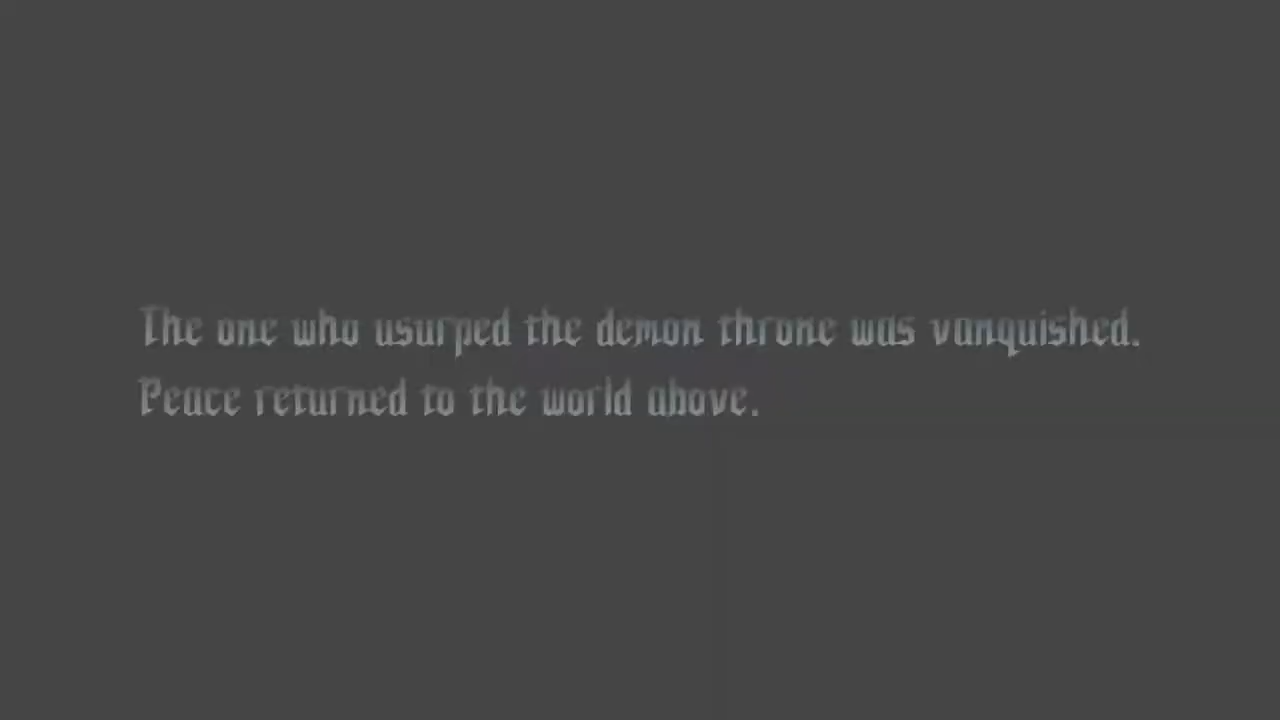 The one who usurped the demon throne was vanquished.
Peace returned to the world above.